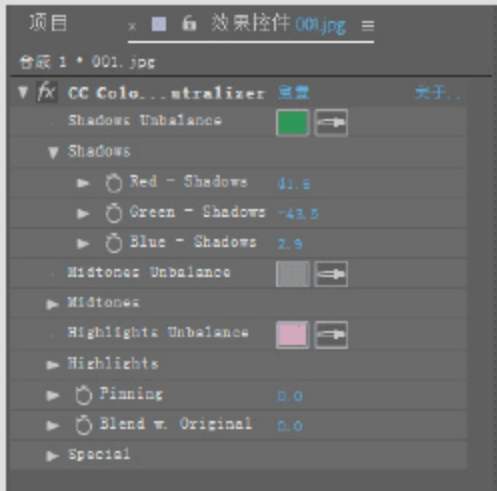 项目 × 效果控件 001.jpg ≡
合成 1 * 001.jpg
fx CC Colo...utralizer 重置 关于..
Shadows Unbalance
Shadows
Red - Shadows 41.6
Green - Shadows -43.5
Blue - Shadows 2.9
Midtones Unbalance
Midtones
Highlights Unbalance
Highlights
Pinning 0.0
Blend w. Original 0.0
Special